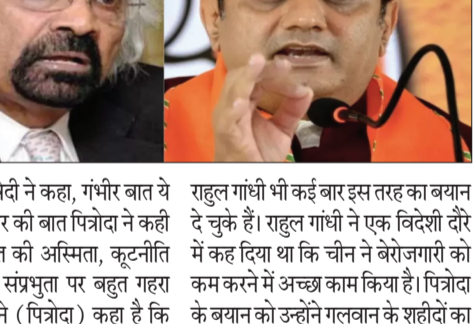 ेदी ने कहा, गंभीर बात ये
र की बात पित्रोदा ने कही
त की अस्मिता, कूटनीति
संप्रभुता पर बहुत गहरा
ने (पित्रोदा) कहा है कि
राहुल गांधी भी कई बार इस तरह का बयान
दे चुके हैं। राहुल गांधी ने एक विदेशी दौरे
में कह दिया था कि चीन ने बेरोजगारी को
कम करने में अच्छा काम किया है। पित्रोदा
के बयान को उन्होंने गलवान के शहीदों का